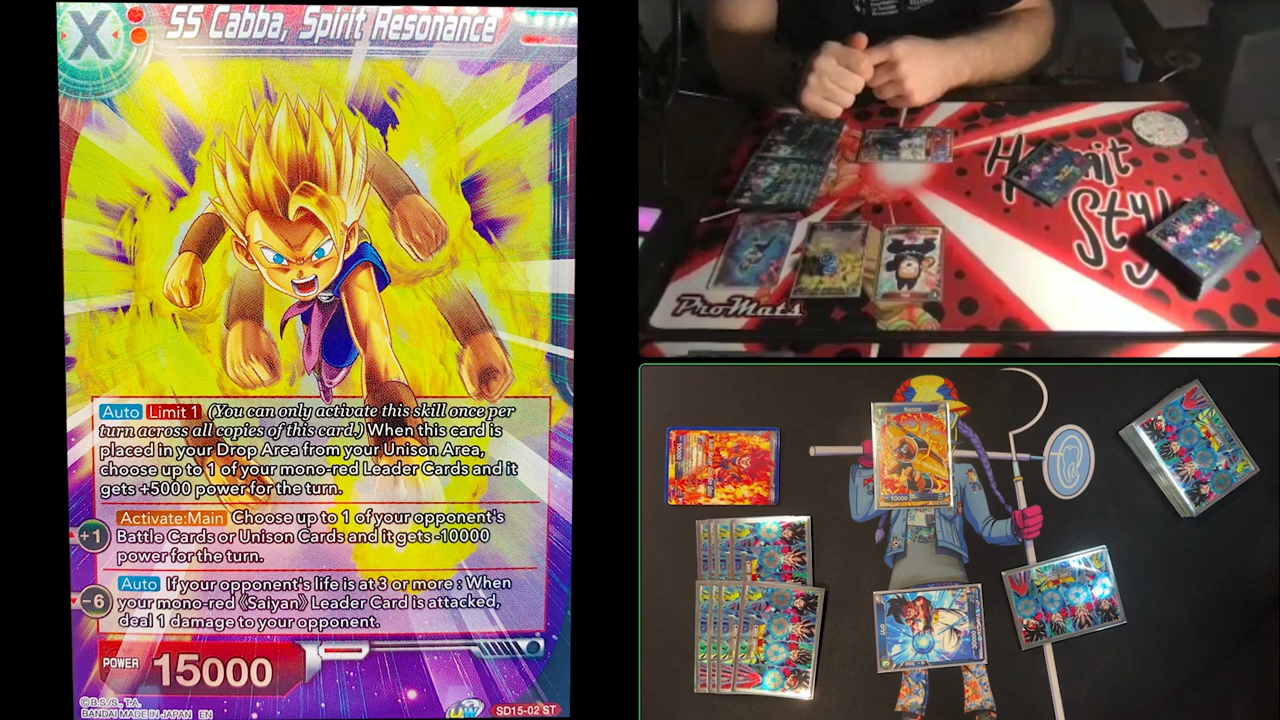 X
SS Cabba, Spirit Resonance
Auto Limit 1 (You can only activate this skill once per
turn across all copies of this card.) When this card is
placed in your Drop Area from your Unison Area,
choose up to 1 of your mono-red Leader Cards and it
gets +5000 power for the turn.
+1 Activate:Main Choose up to 1 of your opponent's
Battle Cards or Unison Cards and it gets -10000
power for the turn.
-6 Auto If your opponent's life is at 3 or more : When
your mono-red 《Saiyan》 Leader Card is attacked,
deal 1 damage to your opponent.
POWER 15000
©B.S./S., T.A.
BANDAI MADE IN JAPAN EN
UW
SD15-02 ST
Hermit
Style
ProMats
Nappa
10000